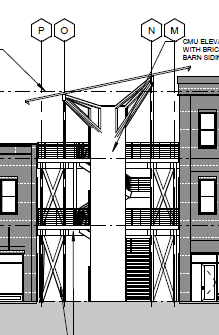 P O N M
CMU ELEVA
WITH BRIC
BARN SIDIN